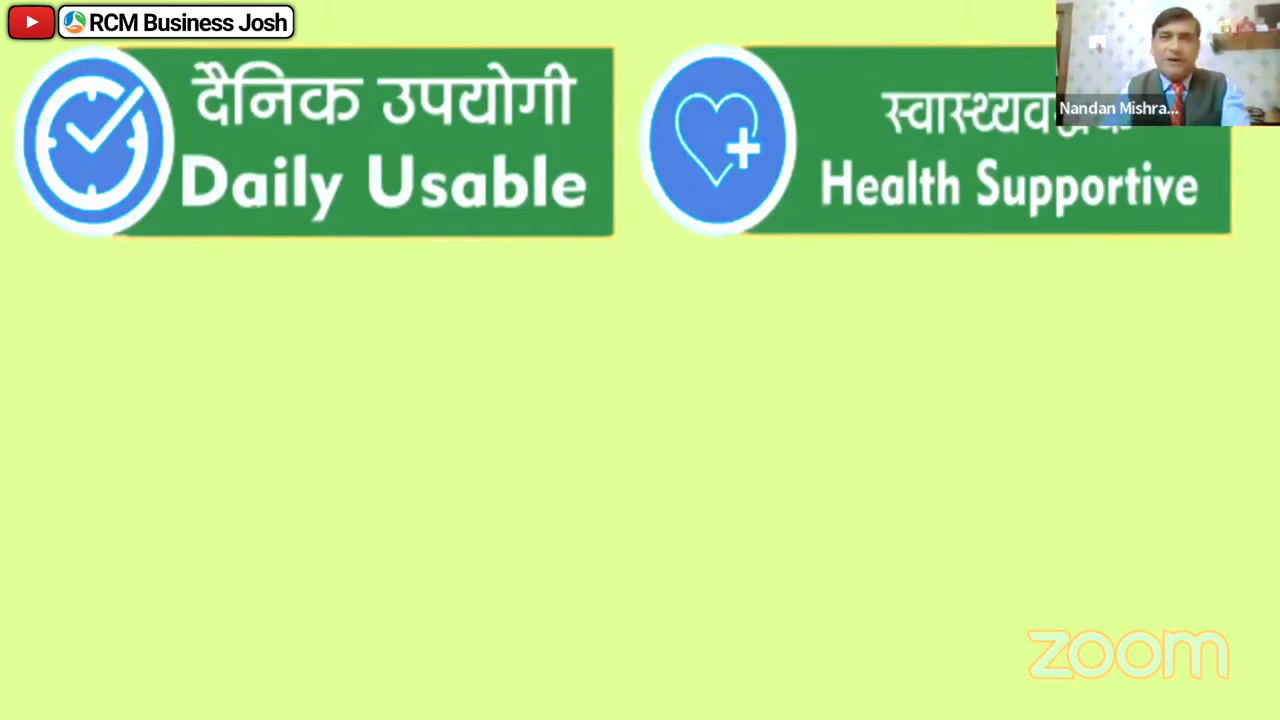 RCM Business Josh
दैनिक उपयोगी
Daily Usable
Health Supportive
Nandan Mishra...
zoom